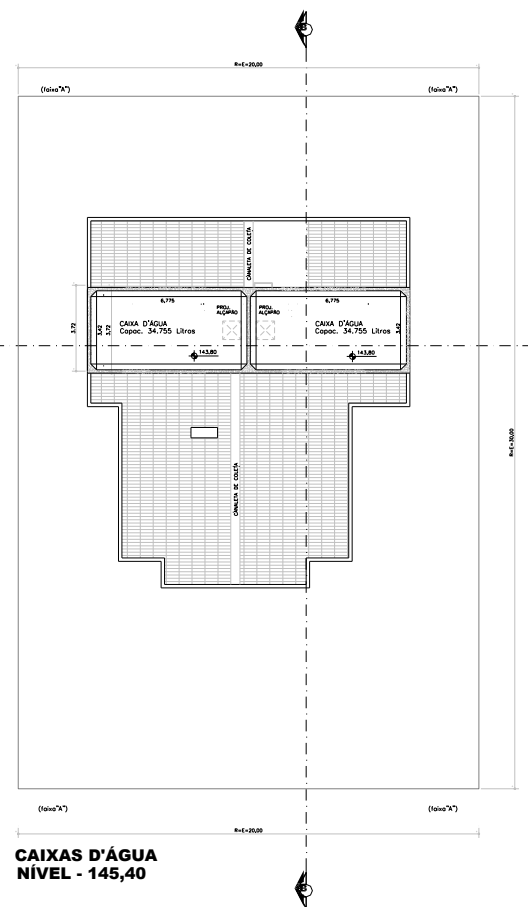 R=E=20,00
(faixa"A")
(faixa"A")
CANALETA DE COLETA
6,775
6,775
PROJ.
ALÇAPÃO
PROJ.
ALÇAPÃO
3,72
3,42
3,72
CAIXA D'ÁGUA
Capac. 34.755 Litros
CAIXA D'ÁGUA
Capac. 34.755 Litros
3,42
143,80
143,80
R=E=30,00
CANALETA DE COLETA
(faixa"A")
(faixa"A")
R=E=20,00
CAIXAS D'ÁGUA
NÍVEL - 145,40